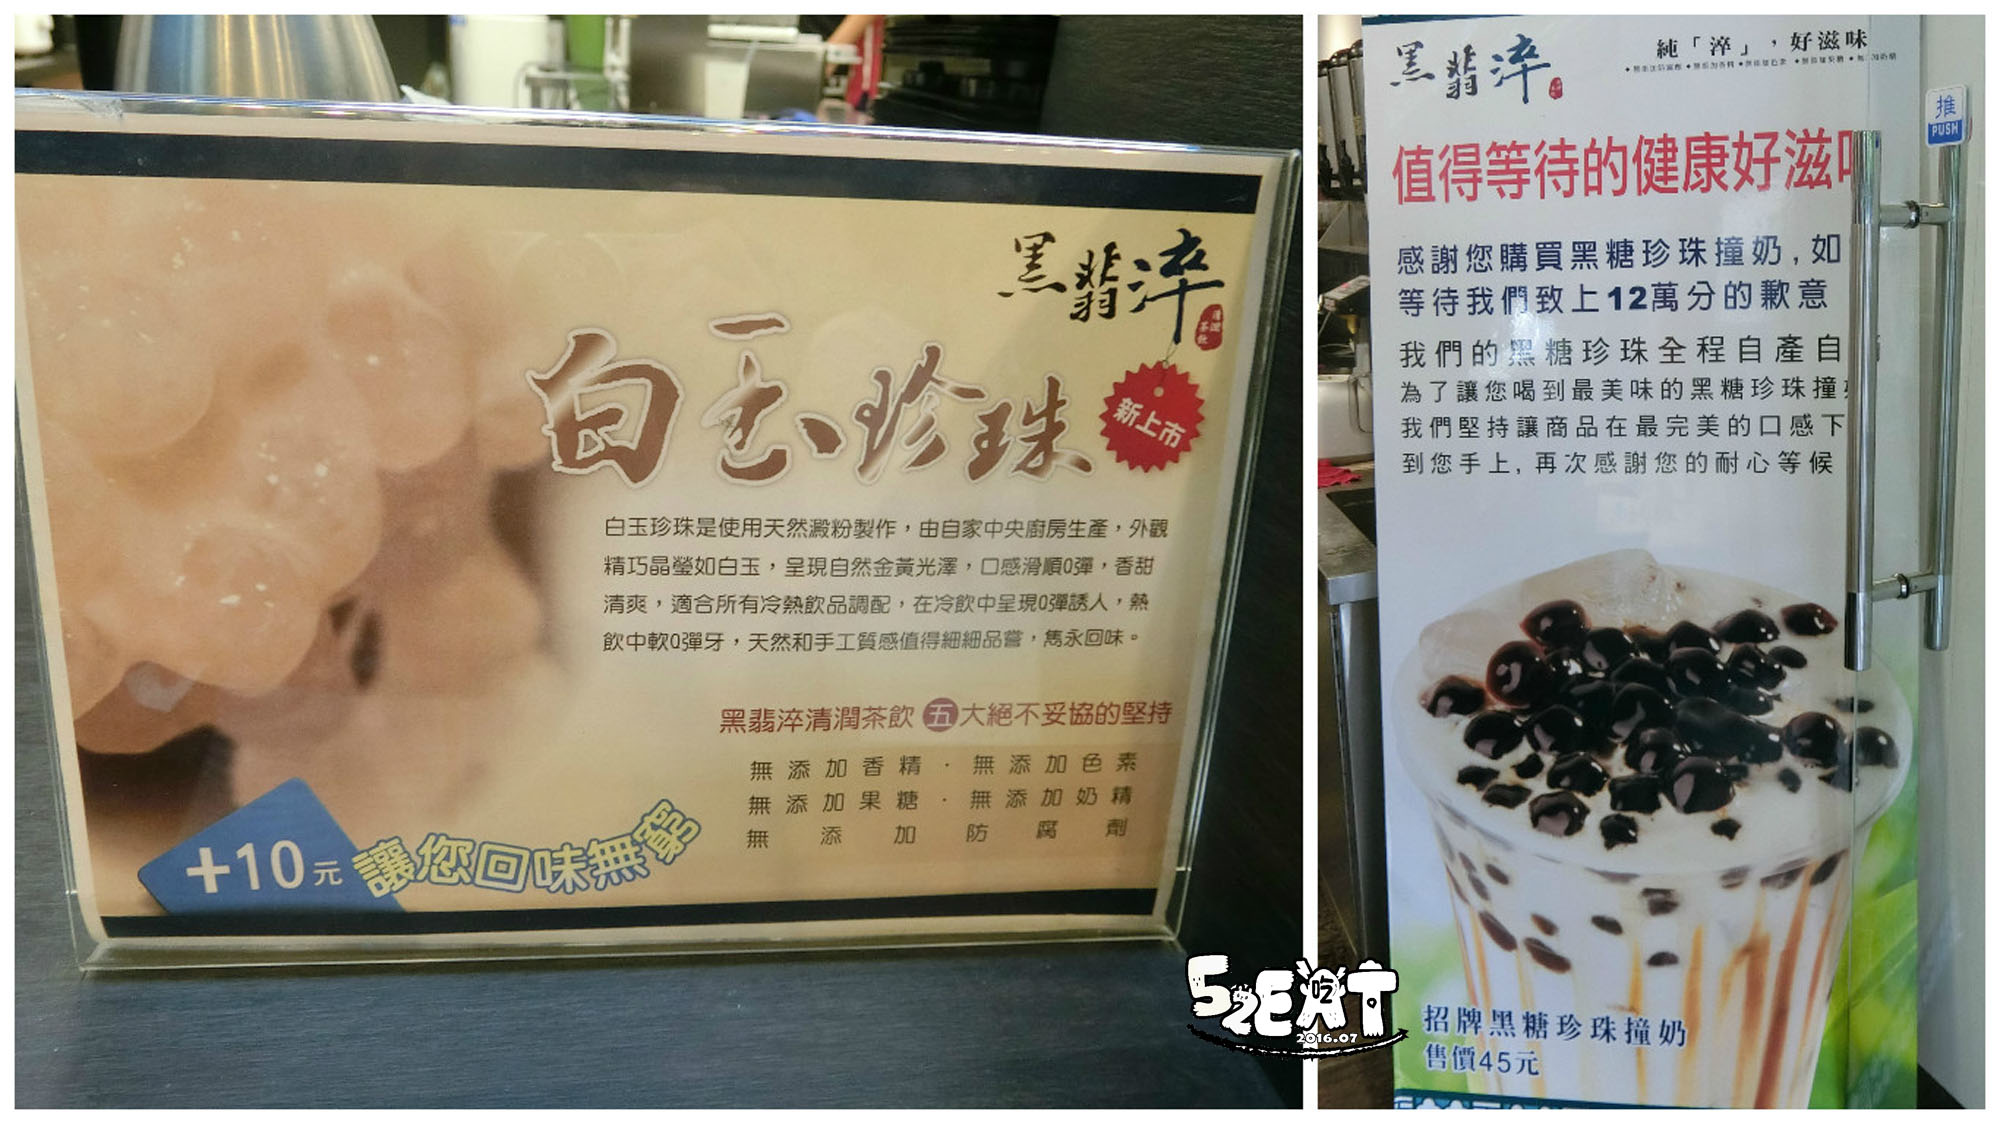 黑翡淬
清潤茶飲
白玉珍珠
新上市
白玉珍珠是使用天然澱粉製作，由自家中央廚房生產，外觀
精巧晶瑩如白玉，呈現自然金黃光澤，口感滑順Q彈，香甜
清爽，適合所有冷熱飲品調配，在冷飲中呈現Q彈誘人，熱
飲中軟Q彈牙，天然和手工質感值得細細品嘗，雋永回味。
黑翡淬清潤茶飲 五大絕不妥協的堅持
無添加香精・無添加色素
無添加果糖・無添加奶精
無添加防腐劑
+10元 讓您回味無窮
黑翡淬
純「淬」，好滋味
推
PUSH
值得等待的健康好滋味
感謝您購買黑糖珍珠撞奶，如
等待我們致上12萬分的歉意
我們的黑糖珍珠全程自產自
為了讓您喝到最美味的黑糖珍珠撞
我們堅持讓商品在最完美的口感下
到您手上，再次感謝您的耐心等候
招牌黑糖珍珠撞奶
售價45元
52EAT
吃
2016.07